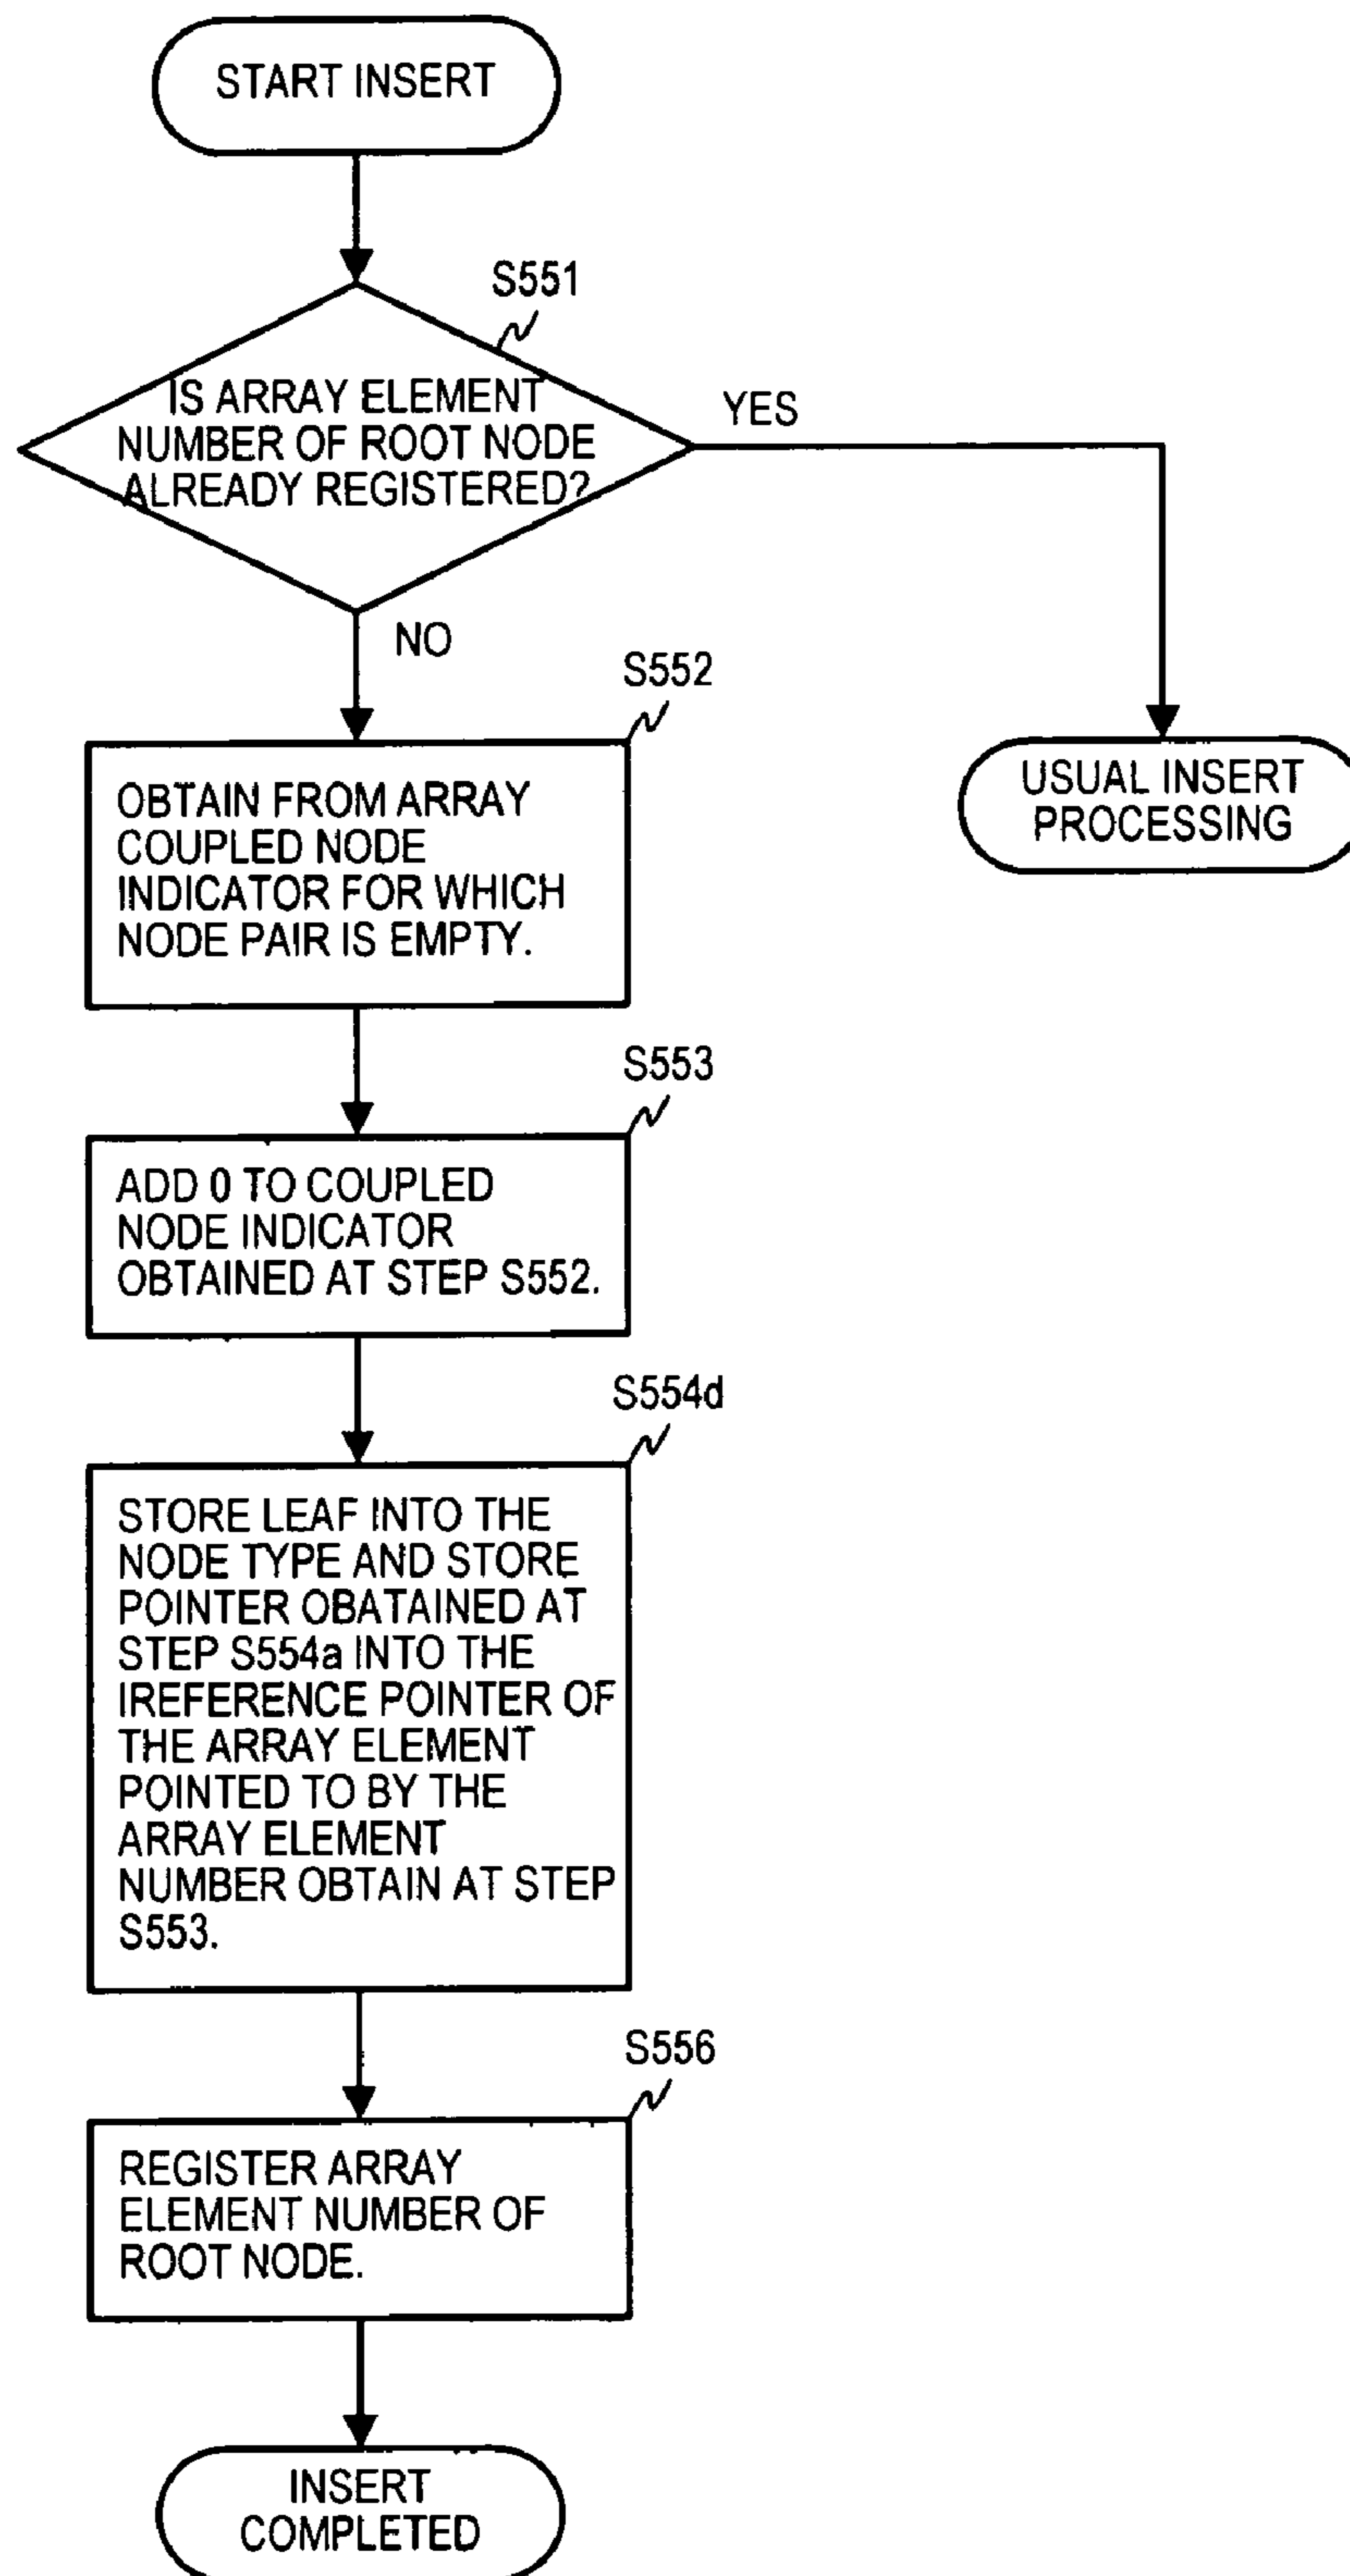 START INSERT
S551
IS ARRAY ELEMENT
NUMBER OF ROOT NODE
ALREADY REGISTERED?
YES
NO
S552
OBTAIN FROM ARRAY
COUPLED NODE
INDICATOR FOR WHICH
NODE PAIR IS EMPTY.
USUAL INSERT
PROCESSING
S553
ADD 0 TO COUPLED
NODE INDICATOR
OBTAINED AT STEP S552.
S554d
STORE LEAF INTO THE
NODE TYPE AND STORE
POINTER OBATAINED AT
STEP S554a INTO THE
IREFERENCE POINTER OF
THE ARRAY ELEMENT
POINTED TO BY THE
ARRAY ELEMENT
NUMBER OBTAIN AT STEP
S553.
S556
REGISTER ARRAY
ELEMENT NUMBER OF
ROOT NODE.
INSERT
COMPLETED